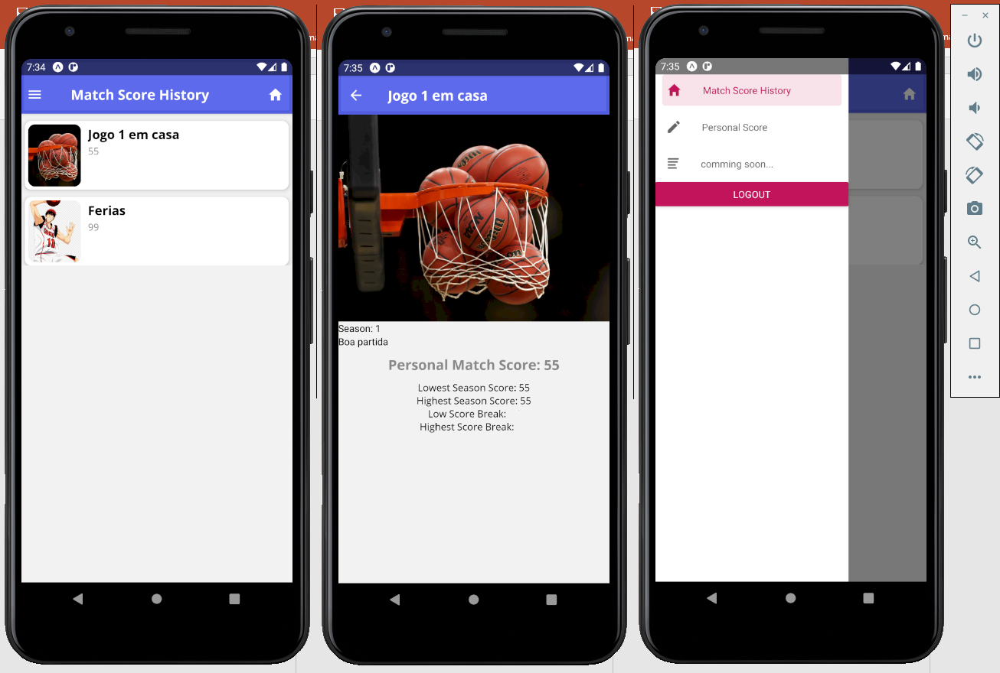 7:34
Match Score History
Jogo 1 em casa
55
Ferias
99
7:35
Jogo 1 em casa
Season: 1
Boa partida
Personal Match Score: 55
Lowest Season Score: 55
Highest Season Score: 55
Low Score Break:
Highest Score Break:
7:35
Match Score History
Personal Score
comming soon...
LOGOUT